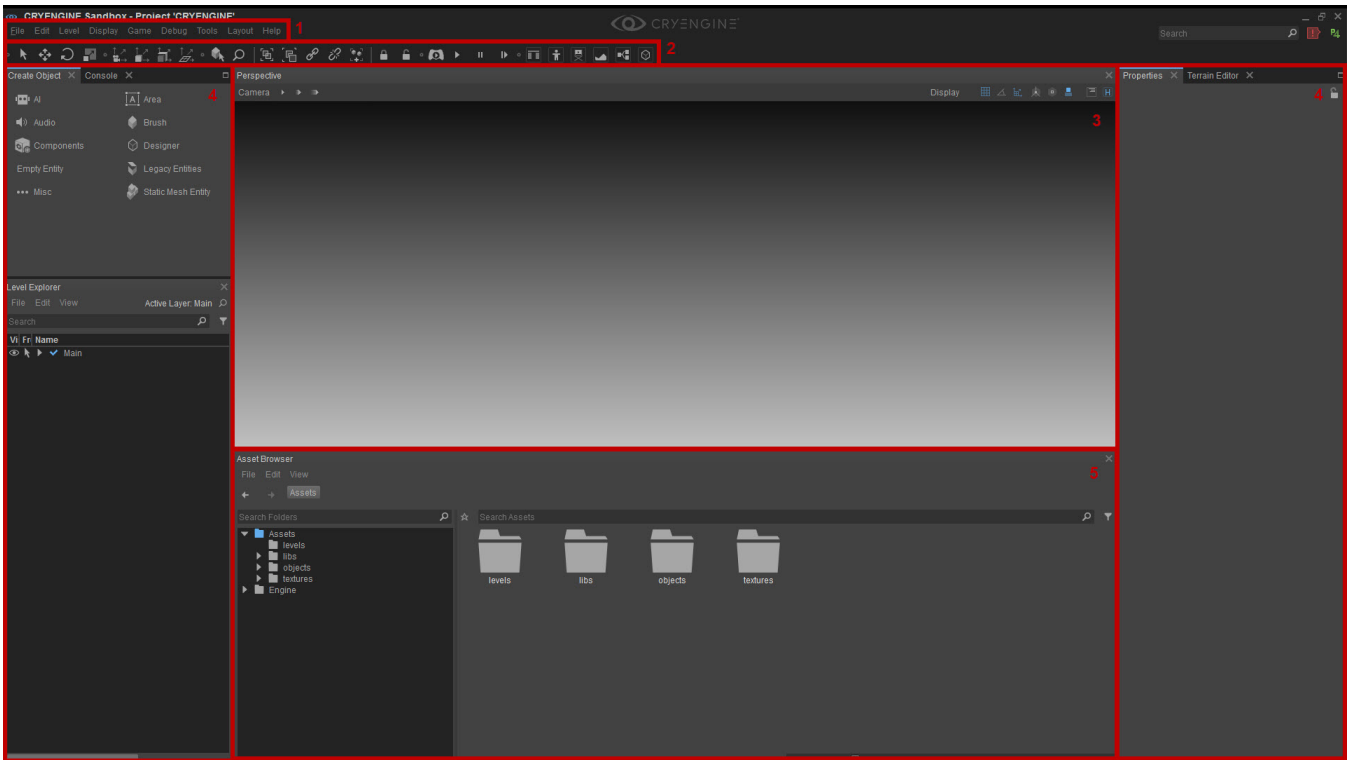 CRYENGINE Sandbox - Project 'CRYENGINE'
CRYENGINE
File Edit Level Display Game Debug Tools Layout Help 1
Search
2
Create Object Console
AI Area 4
Audio Brush
Components Designer
Empty Entity Legacy Entities
Misc Static Mesh Entity
Level Explorer
File Edit View Active Layer: Main
Search
Vi Fr Name
Main
Perspective
Camera Display H
3
Asset Browser
File Edit View 5
Assets
Search Folders Search Assets
Assets
levels
libs
objects
textures
Engine
levels libs objects textures
Properties Terrain Editor
4